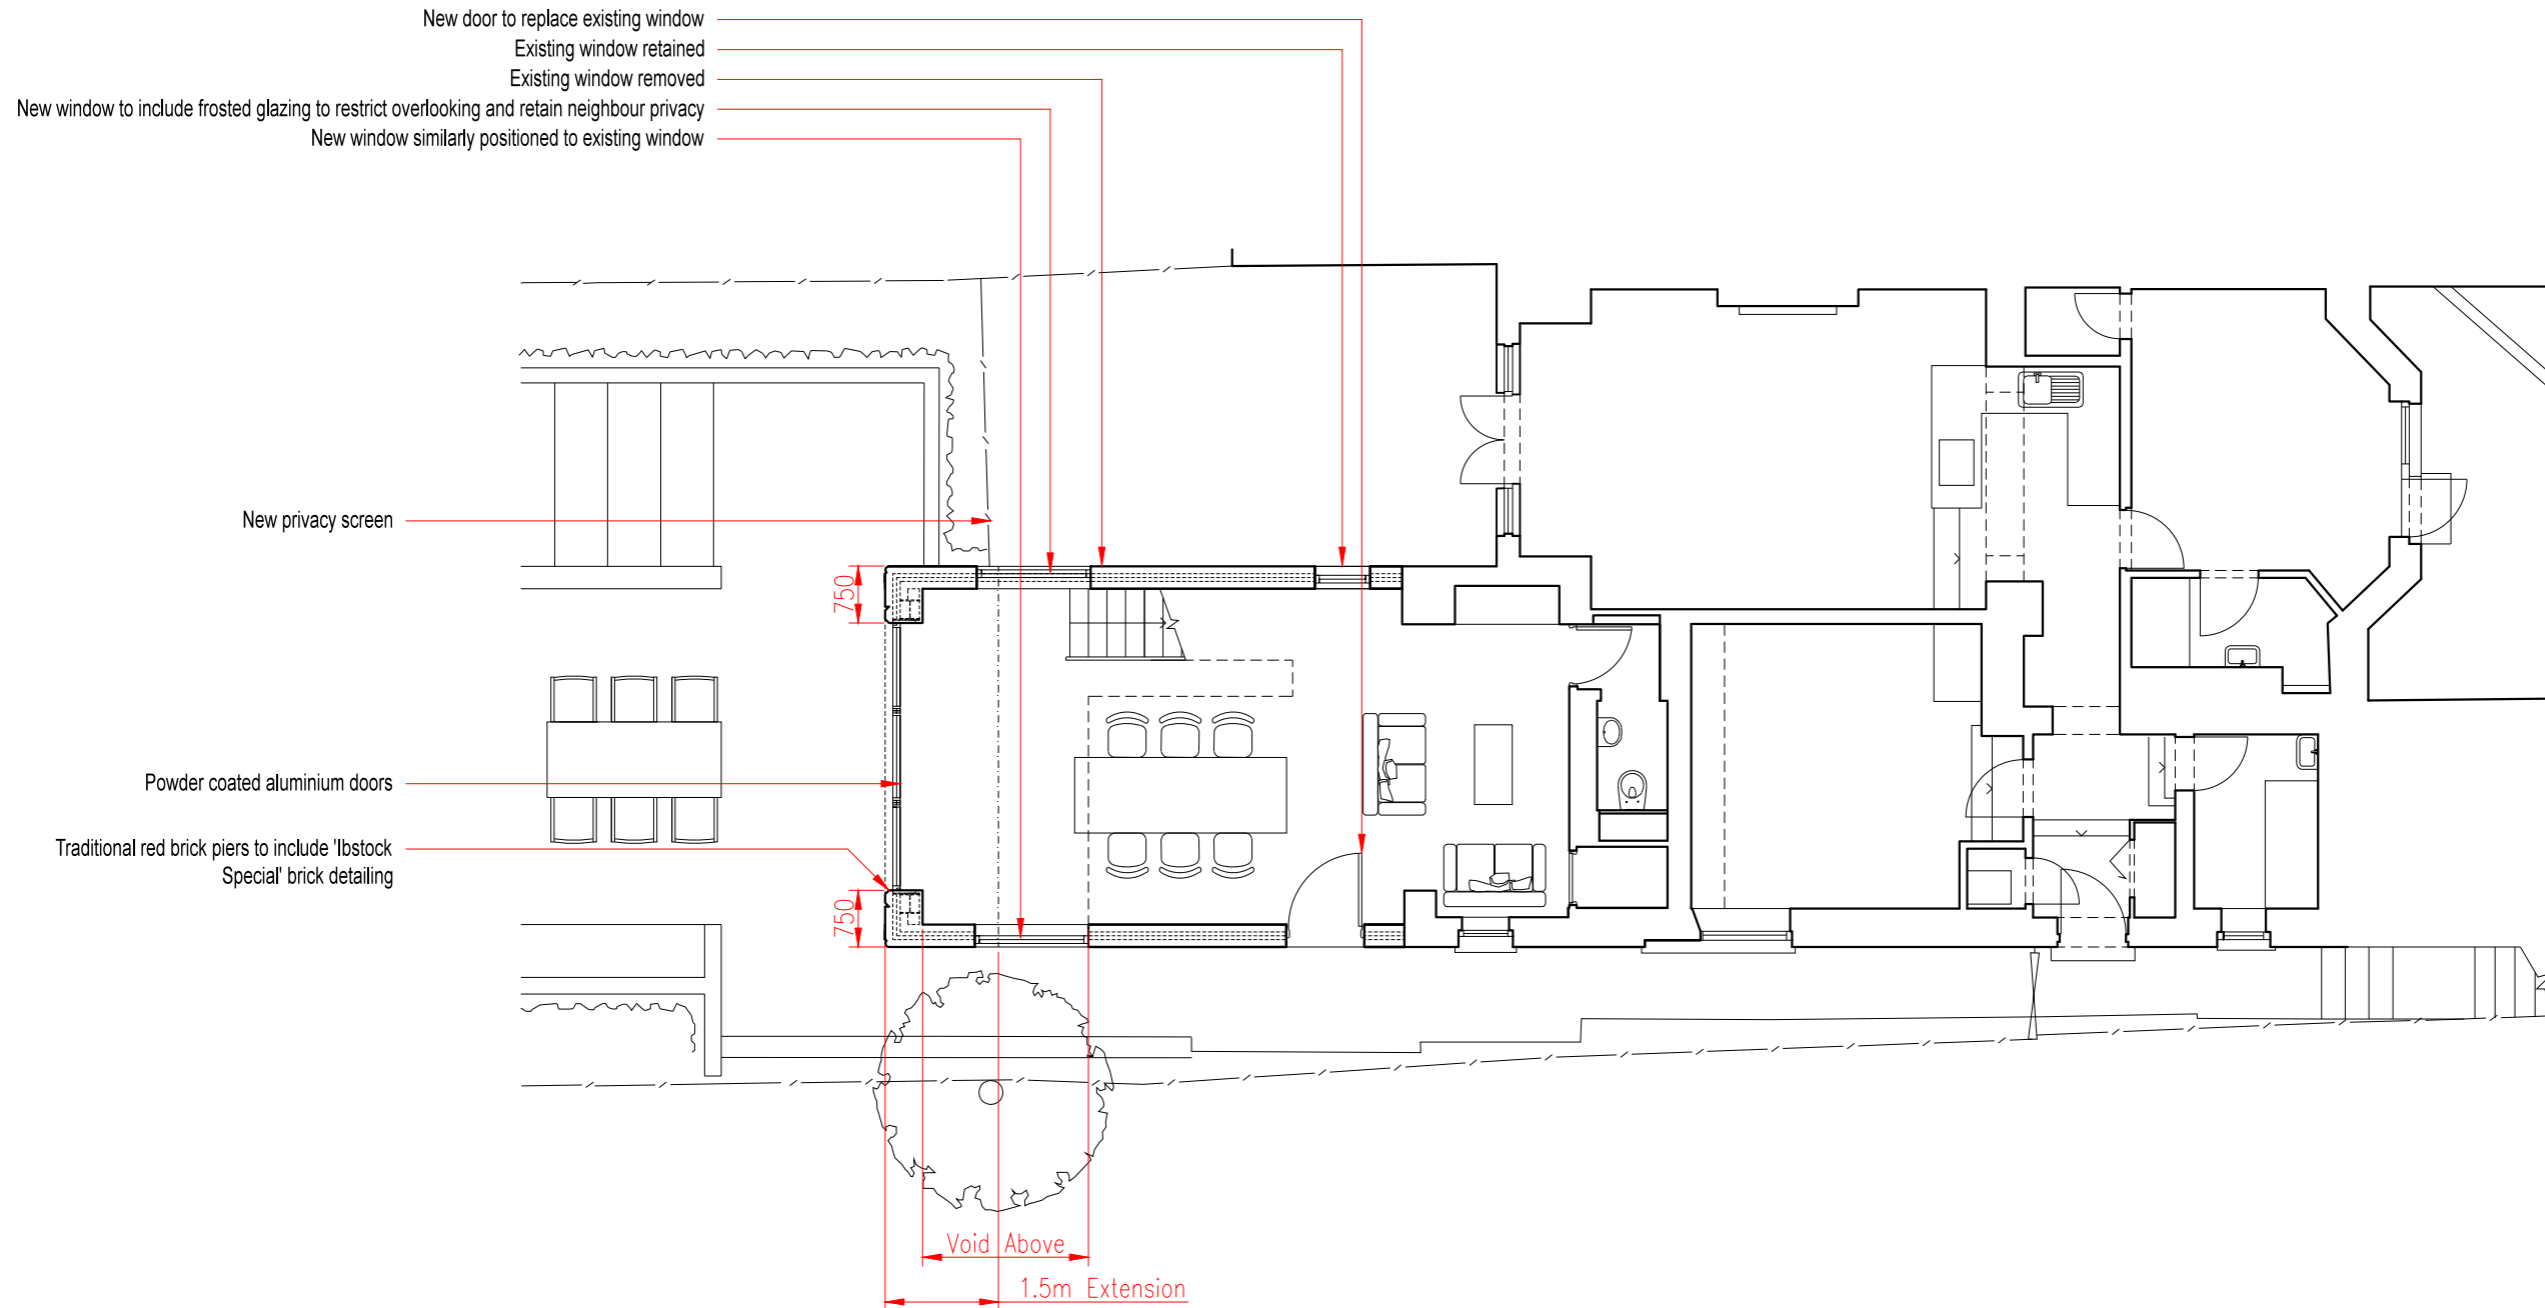 New door to replace existing window
Existing window retained
Existing window removed
New window to include frosted glazing to restrict overlooking and retain neighbour privacy
New window similarly positioned to existing window
New privacy screen
750
Powder coated aluminium doors
Traditional red brick piers to include 'Ibstock
Special' brick detailing
750
Void Above
1.5m Extension